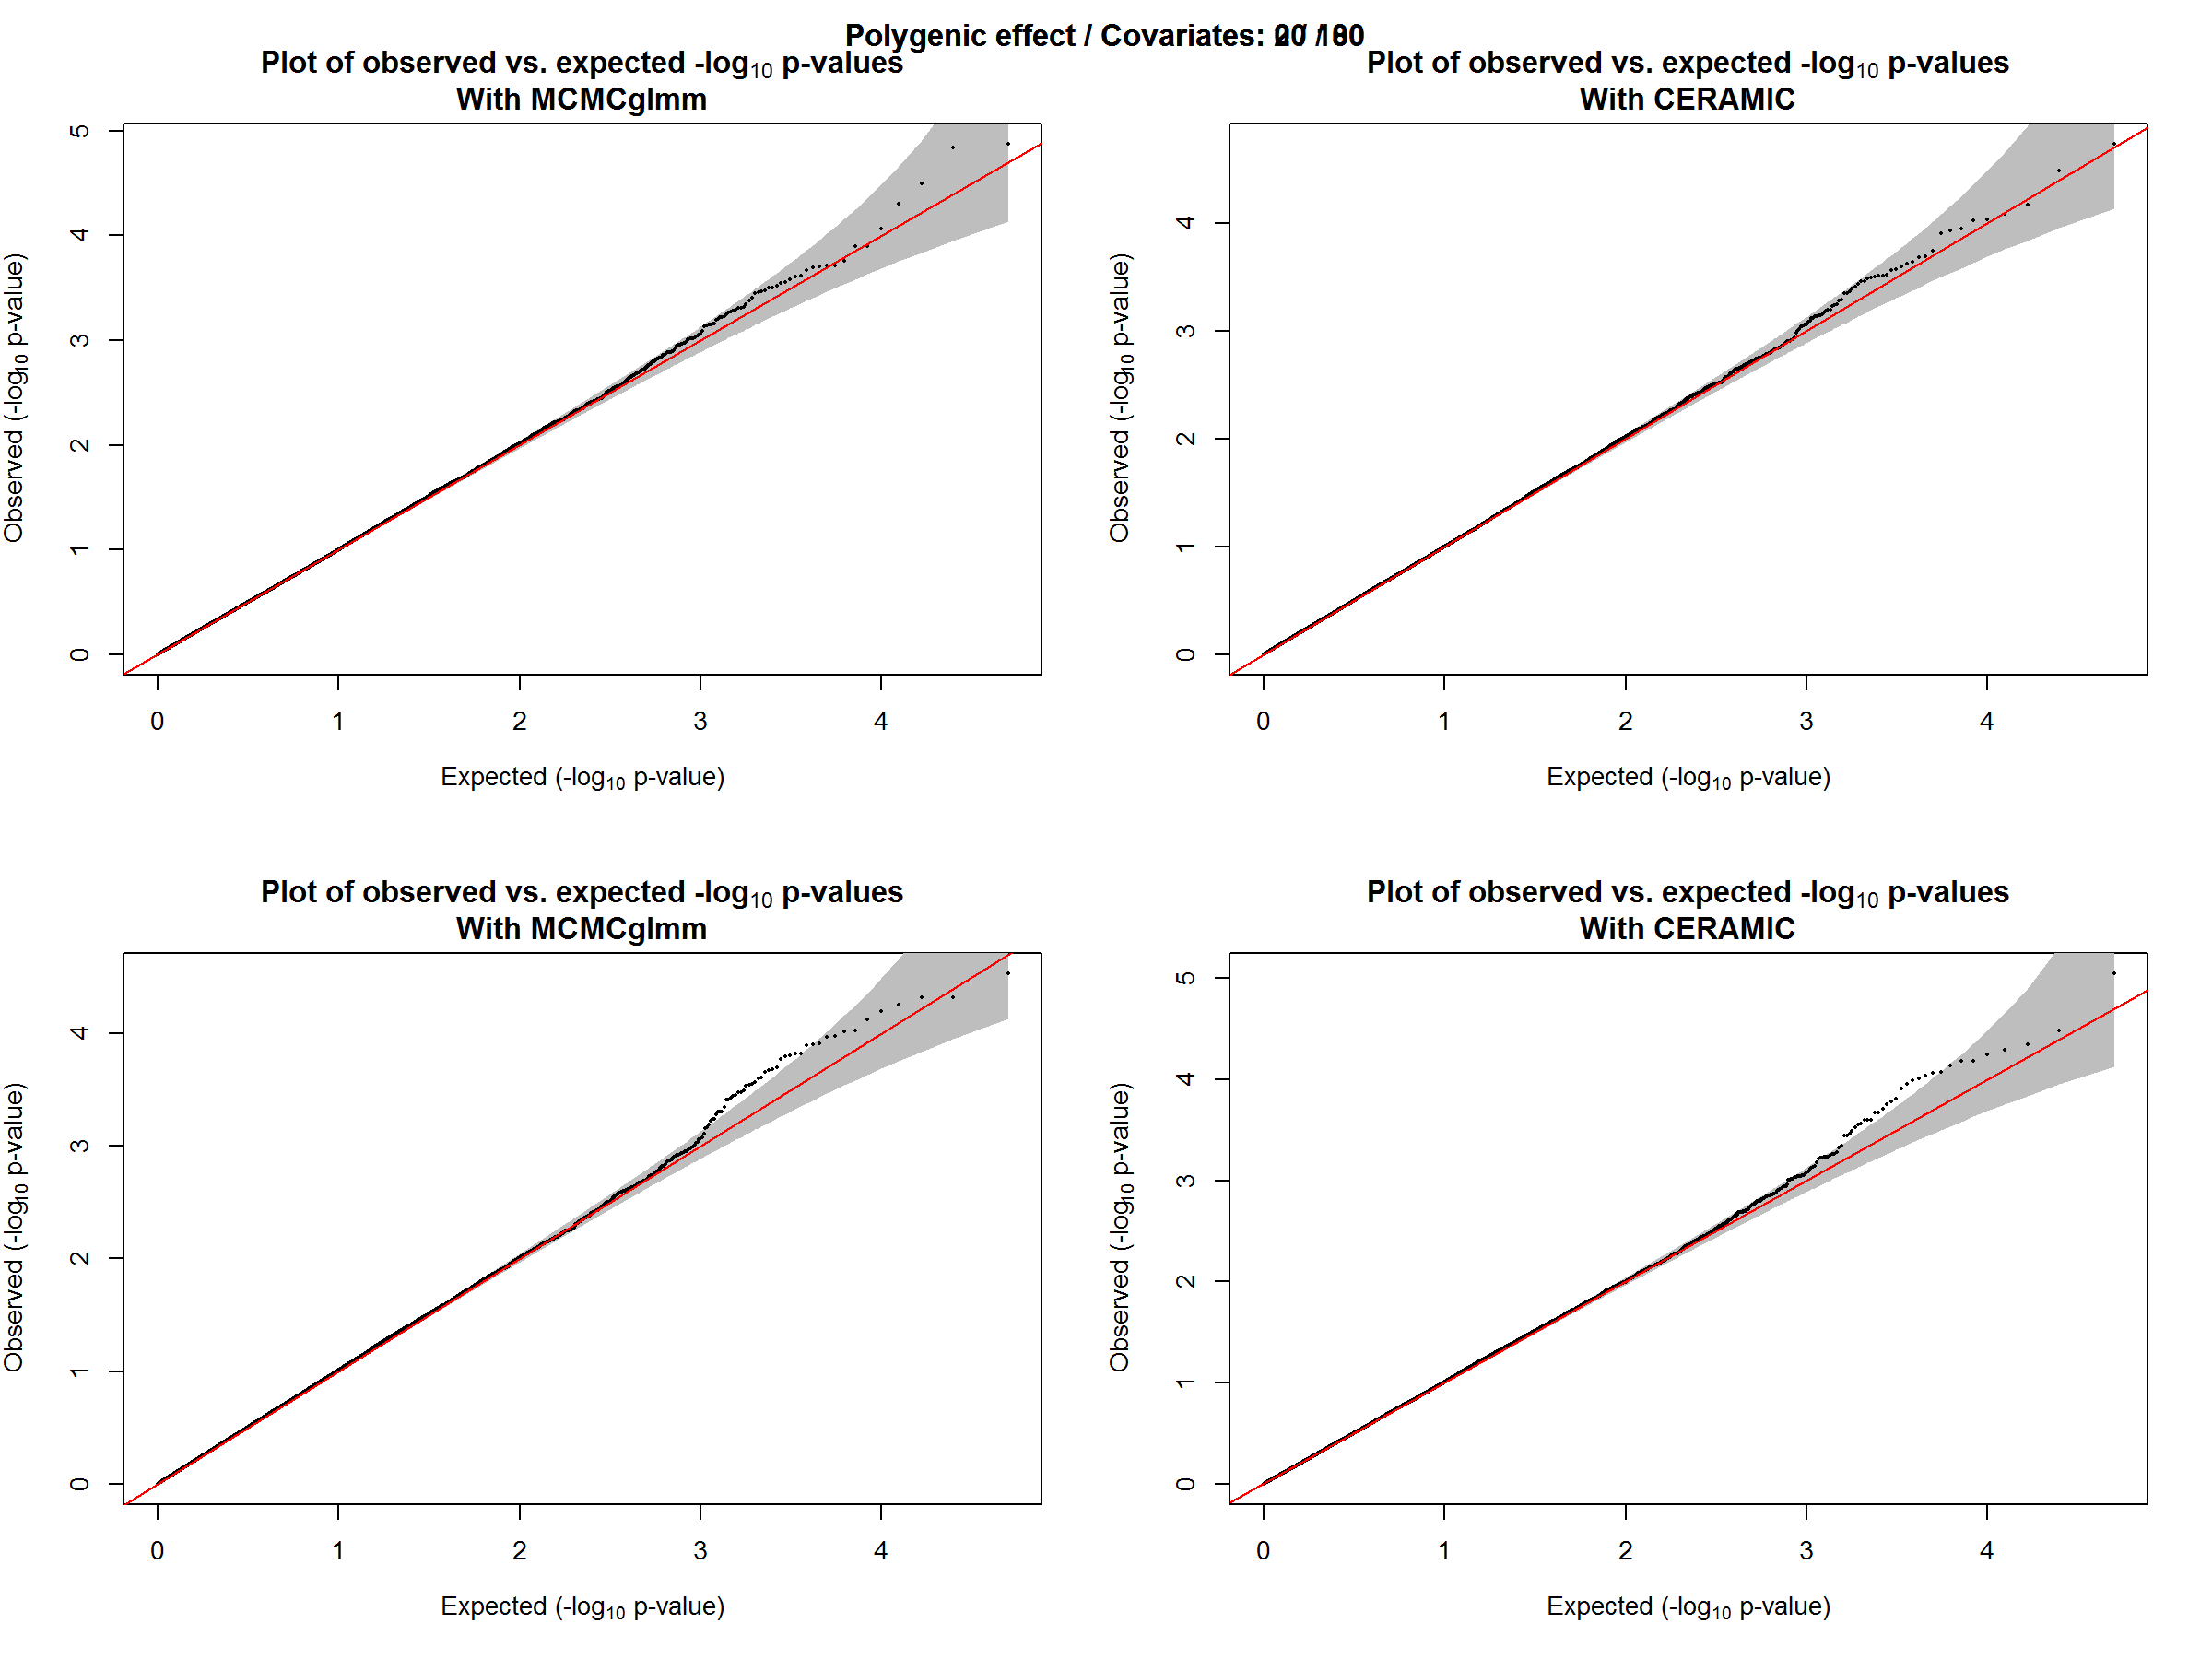 Polygenic effect / Covariates:
Plot of observed vs. expected -log10 p-values
With MCMCglmm
5
4
3
2
1
0
Observed (-log10 p-value)
0 1 2 3 4
Expected (-log10 p-value)
Plot of observed vs. expected -log10 p-values
With CERAMIC
4
3
2
1
0
Observed (-log10 p-value)
0 1 2 3 4
Expected (-log10 p-value)
Plot of observed vs. expected -log10 p-values
With MCMCglmm
4
3
2
1
0
Observed (-log10 p-value)
0 1 2 3 4
Expected (-log10 p-value)
Plot of observed vs. expected -log10 p-values
With CERAMIC
5
4
3
2
1
0
Observed (-log10 p-value)
0 1 2 3 4
Expected (-log10 p-value)